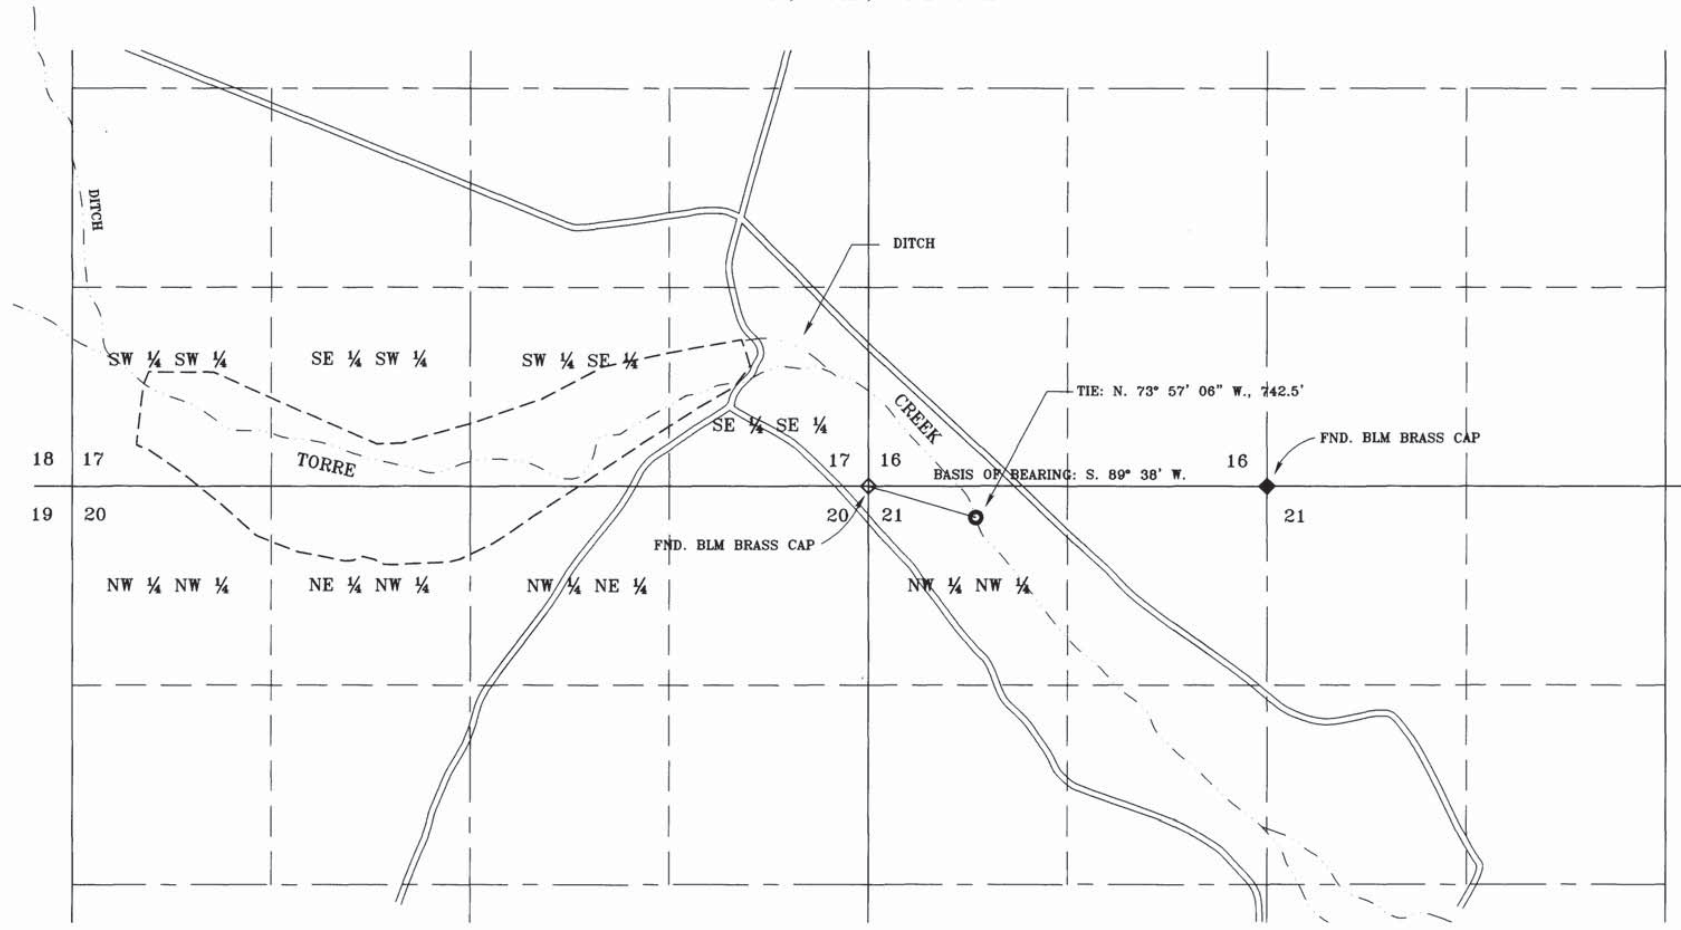 DITCH
DITCH
SW ¼ SW ¼
SE ¼ SW ¼
SW ¼ SE ¼
TIE: N. 73° 57' 06" W., 742.5'
CREEK
SE ¼ SE ¼
FND. BLM BRASS CAP
18 17
TORRE
17 16
16
BASIS OF BEARING: S. 89° 38' W.
19 20
20 21
21
FND. BLM BRASS CAP
NW ¼ NW ¼
NE ¼ NW ¼
NW ¼ NE ¼
NW ¼ NW ¼